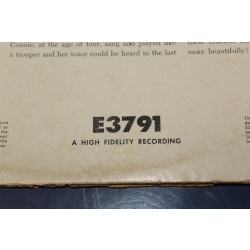 Connie, at the age of four, sang and played like
a trouper and her voice could be heard in the last
more beautifully!
E3791
A HIGH FIDELITY RECORDING